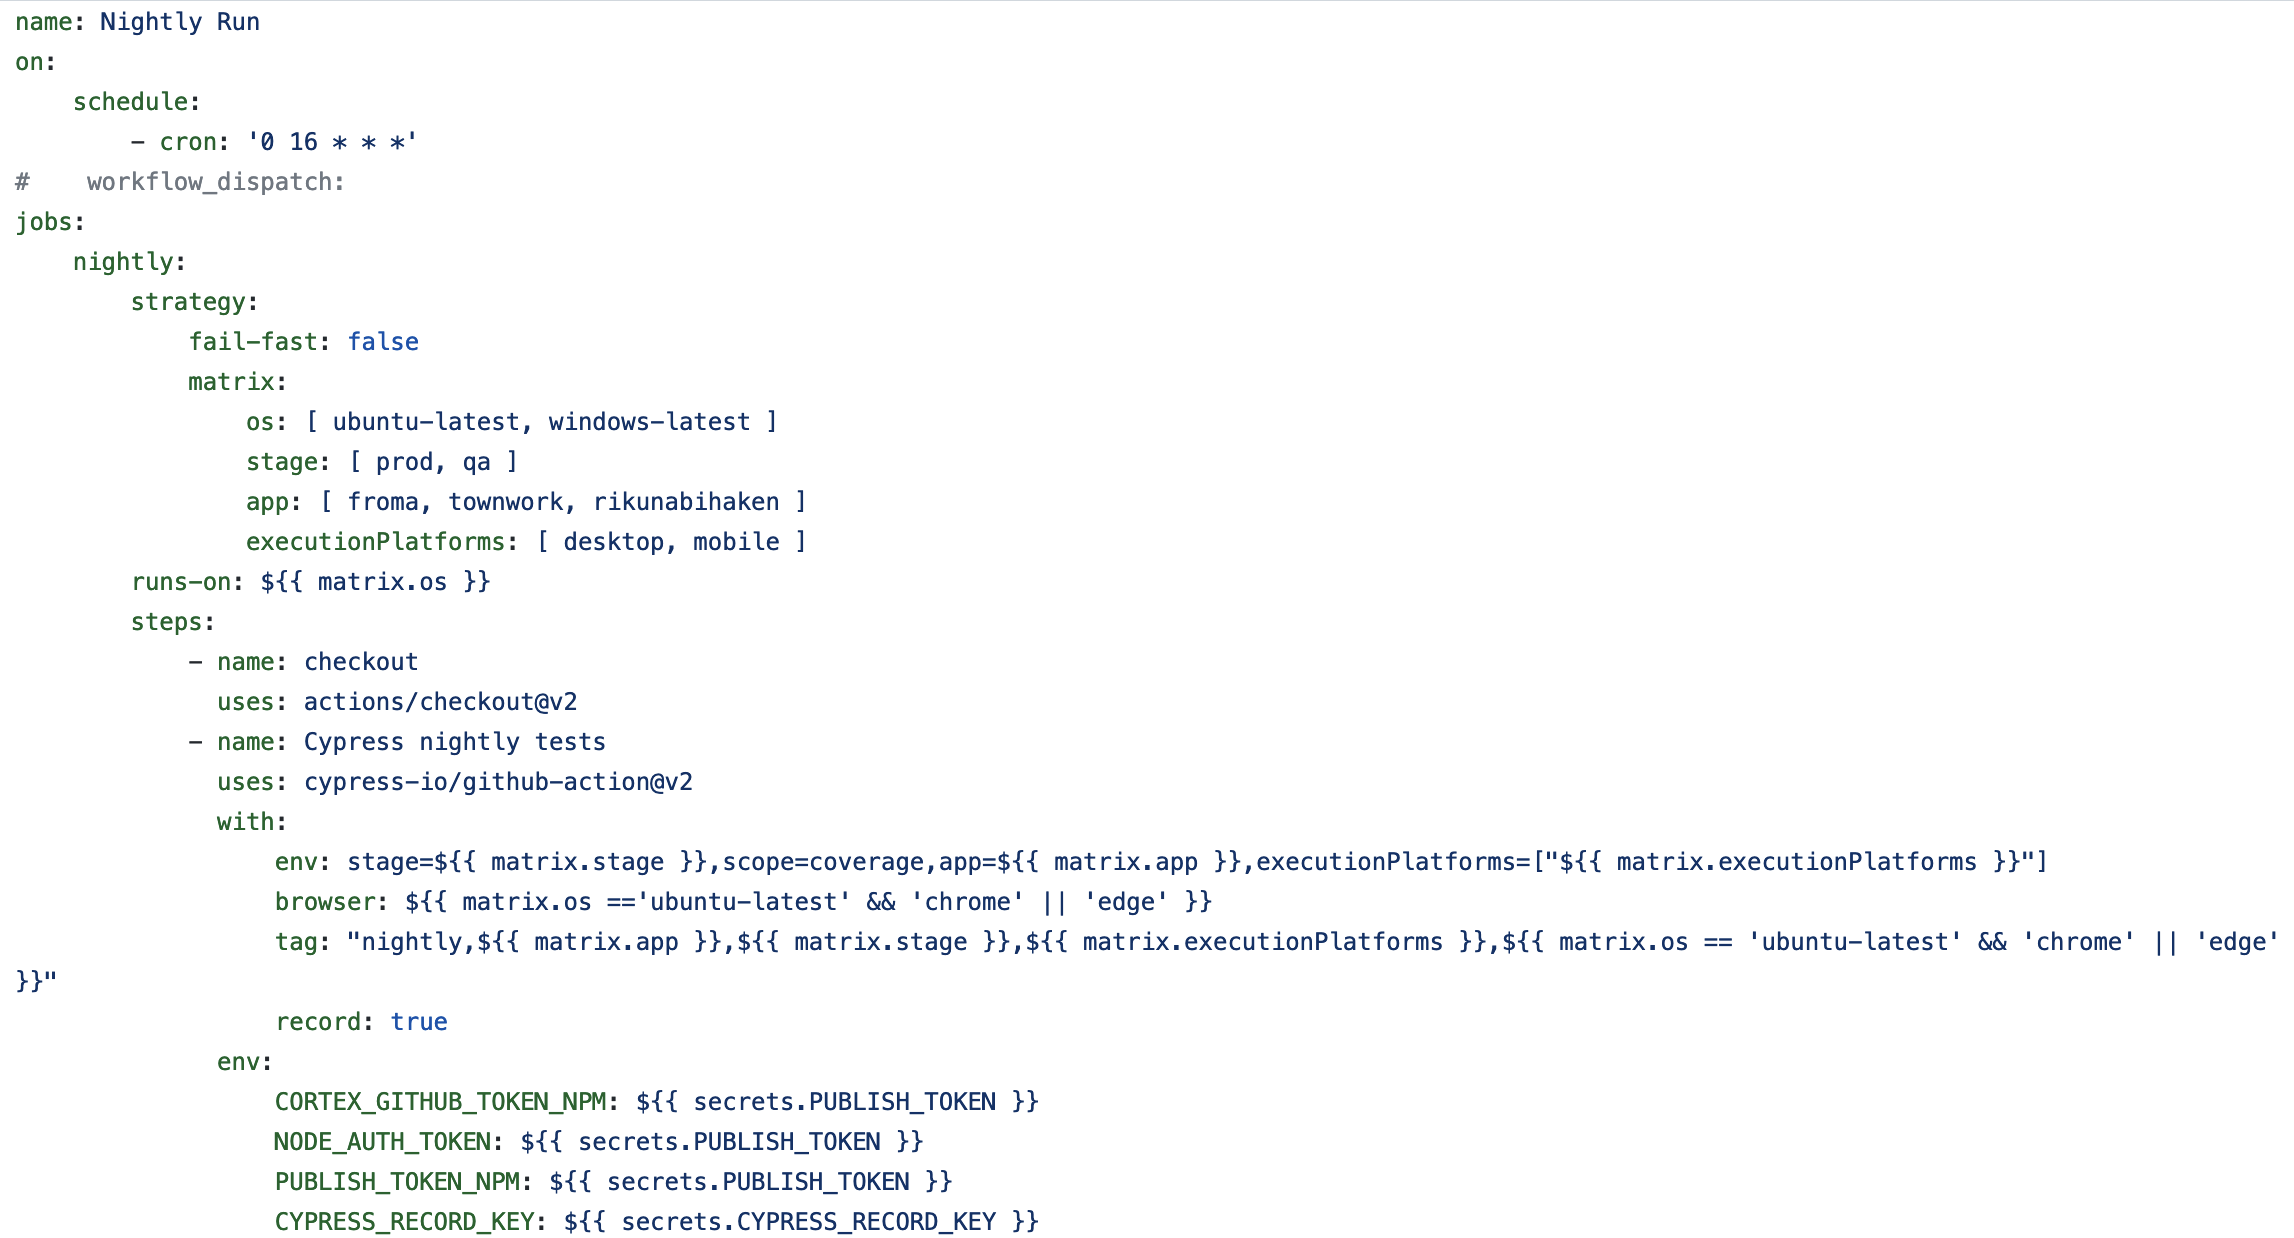 name: Nightly Run
on:
    schedule:
        - cron: '0 16 * * *'
#    workflow_dispatch:
jobs:
    nightly:
        strategy:
            fail-fast: false
            matrix:
                os: [ ubuntu-latest, windows-latest ]
                stage: [ prod, qa ]
                app: [ froma, townwork, rikunabihaken ]
                executionPlatforms: [ desktop, mobile ]
        runs-on: ${{ matrix.os }}
        steps:
            - name: checkout
              uses: actions/checkout@v2
            - name: Cypress nightly tests
              uses: cypress-io/github-action@v2
              with:
                  env: stage=${{ matrix.stage }},scope=coverage,app=${{ matrix.app }},executionPlatforms=["${{ matrix.executionPlatforms }}"]
                  browser: ${{ matrix.os =='ubuntu-latest' && 'chrome' || 'edge' }}
                  tag: "nightly,${{ matrix.app }},${{ matrix.stage }},${{ matrix.executionPlatforms }},${{ matrix.os == 'ubuntu-latest' && 'chrome' || 'edge'
}}"
                  record: true
              env:
                  CORTEX_GITHUB_TOKEN_NPM: ${{ secrets.PUBLISH_TOKEN }}
                  NODE_AUTH_TOKEN: ${{ secrets.PUBLISH_TOKEN }}
                  PUBLISH_TOKEN_NPM: ${{ secrets.PUBLISH_TOKEN }}
                  CYPRESS_RECORD_KEY: ${{ secrets.CYPRESS_RECORD_KEY }}